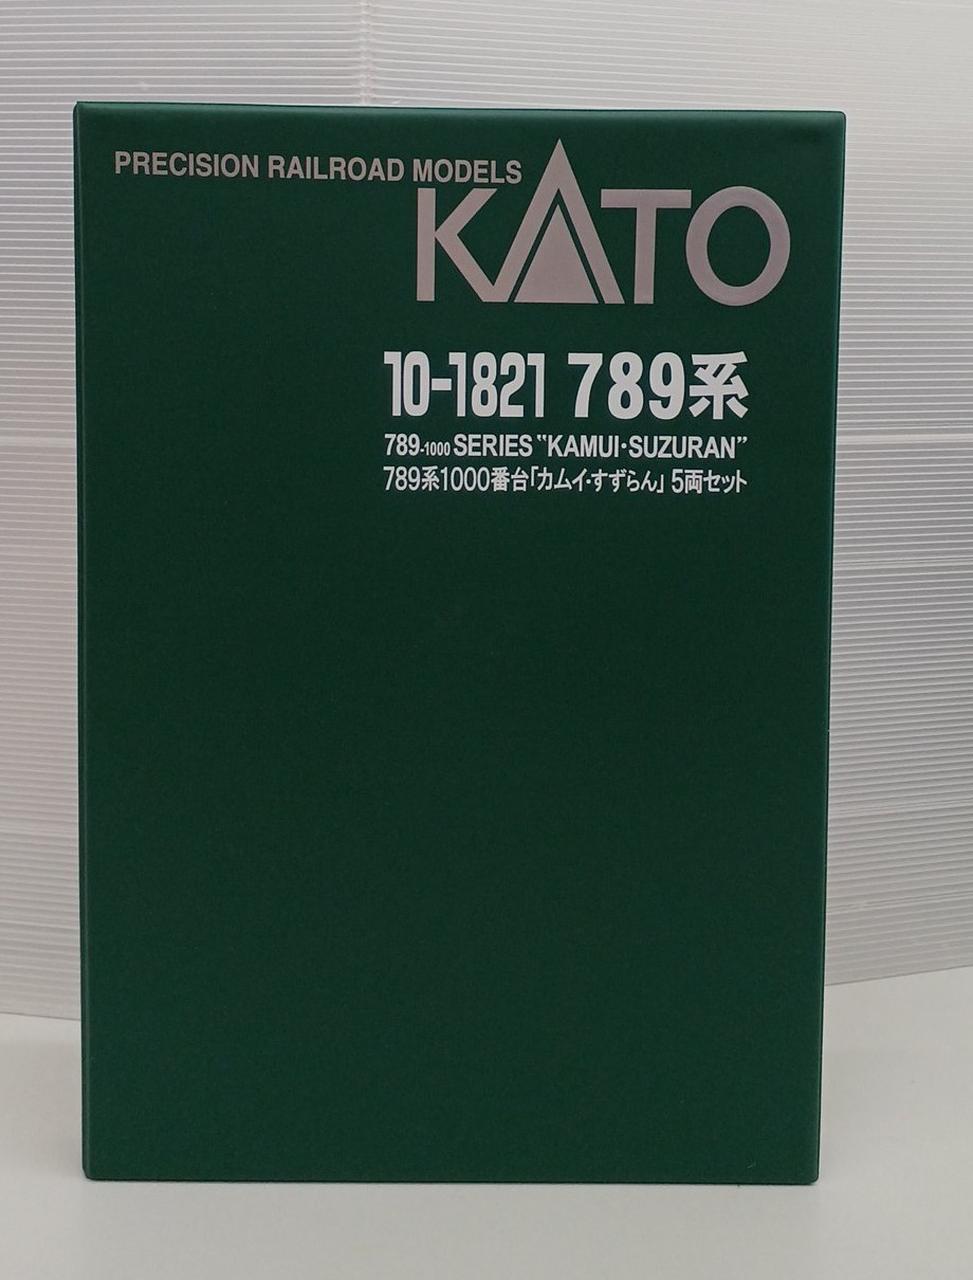 PRECISION RAILROAD MODELS
KATO
10-1821 789系
789-1000 SERIES "KAMUI・SUZURAN"
789系1000番台「カムイ・すずらん」 5両セット